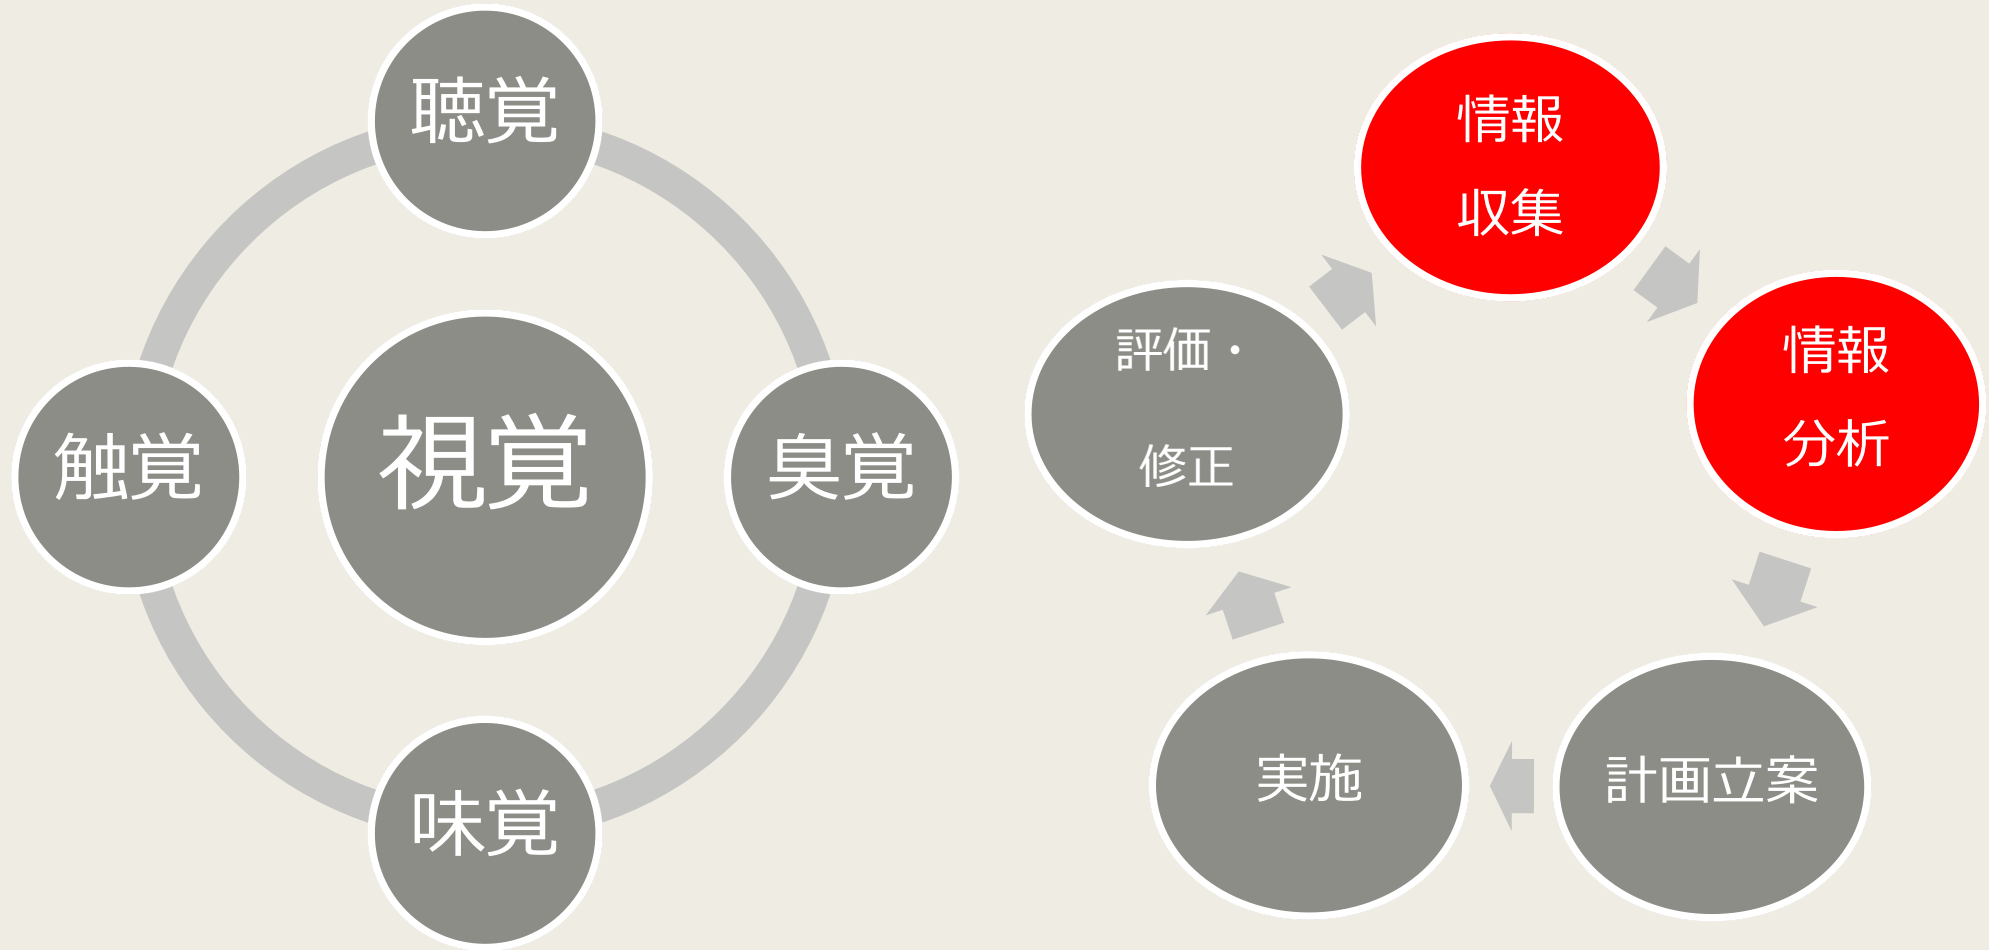 聴覚
触覚
視覚
臭覚
味覚
情報
収集
情報
分析
評価・
修正
実施
計画立案